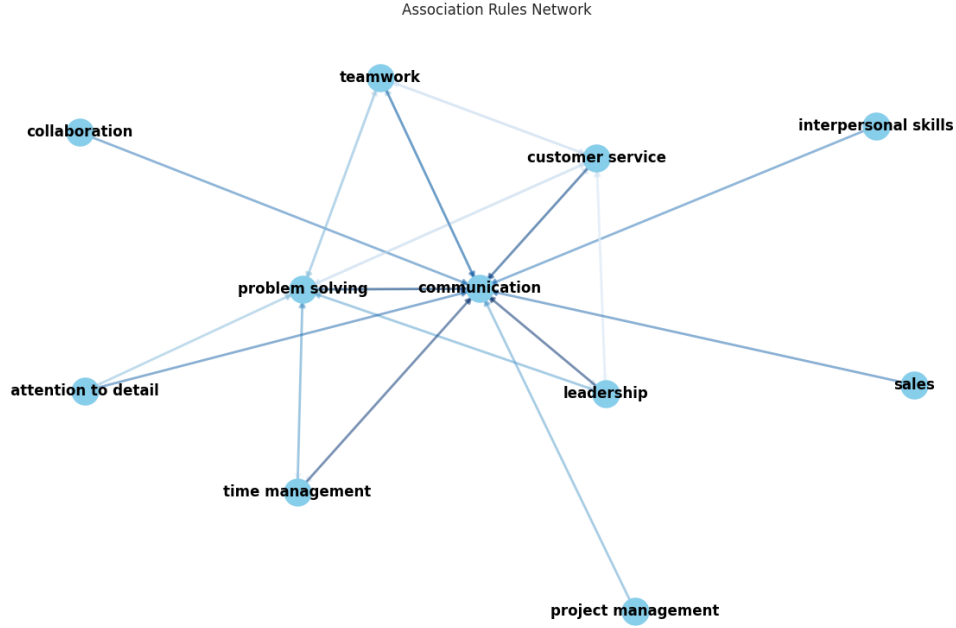 Association Rules Network
teamwork
interpersonal skills
collaboration
customer service
communication
problem solving
sales
attention to detail
leadership
time management
project management